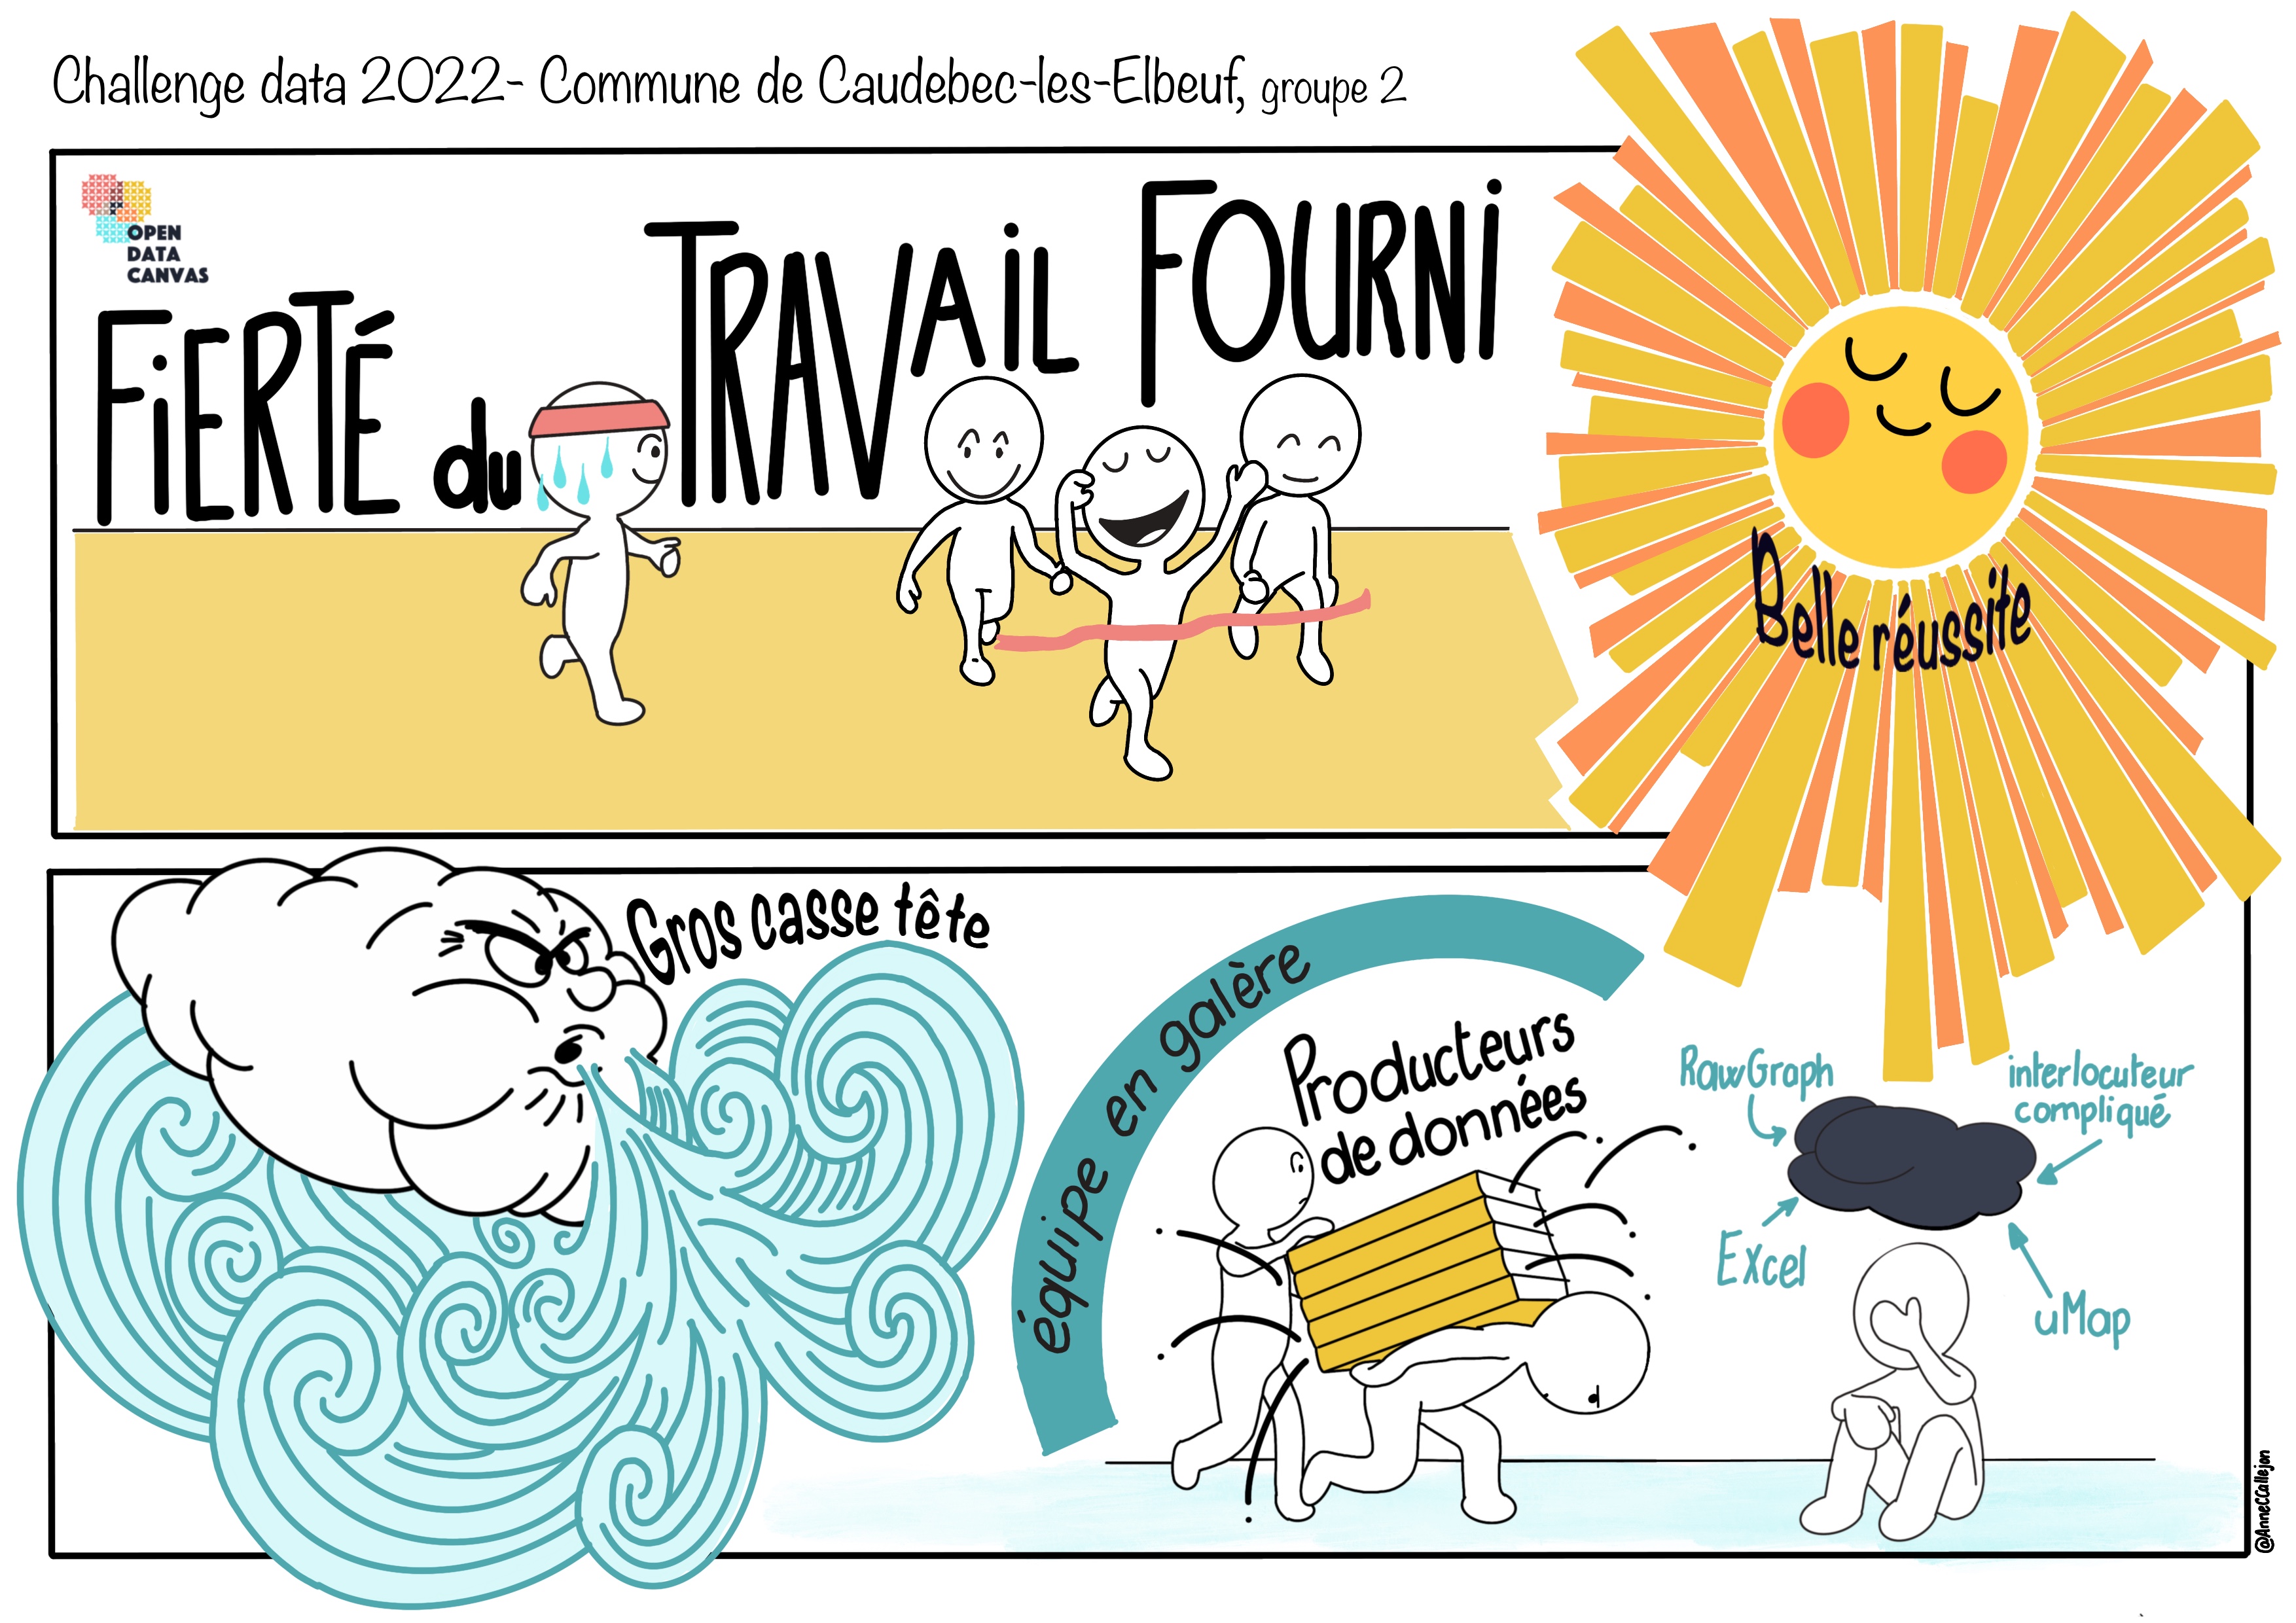 Challenge data 2022- Commune de Caudebec-les-Elbeuf, groupe 2
OPEN
DATA
CANVAS
FiERTÉ du TRAVAiL FOURNi
Belle réussite
Gros casse tête
équipe en galère
Producteurs
de données
RawGraph
interlocuteur
compliqué
Excel
uMap
@AnneCCallejon